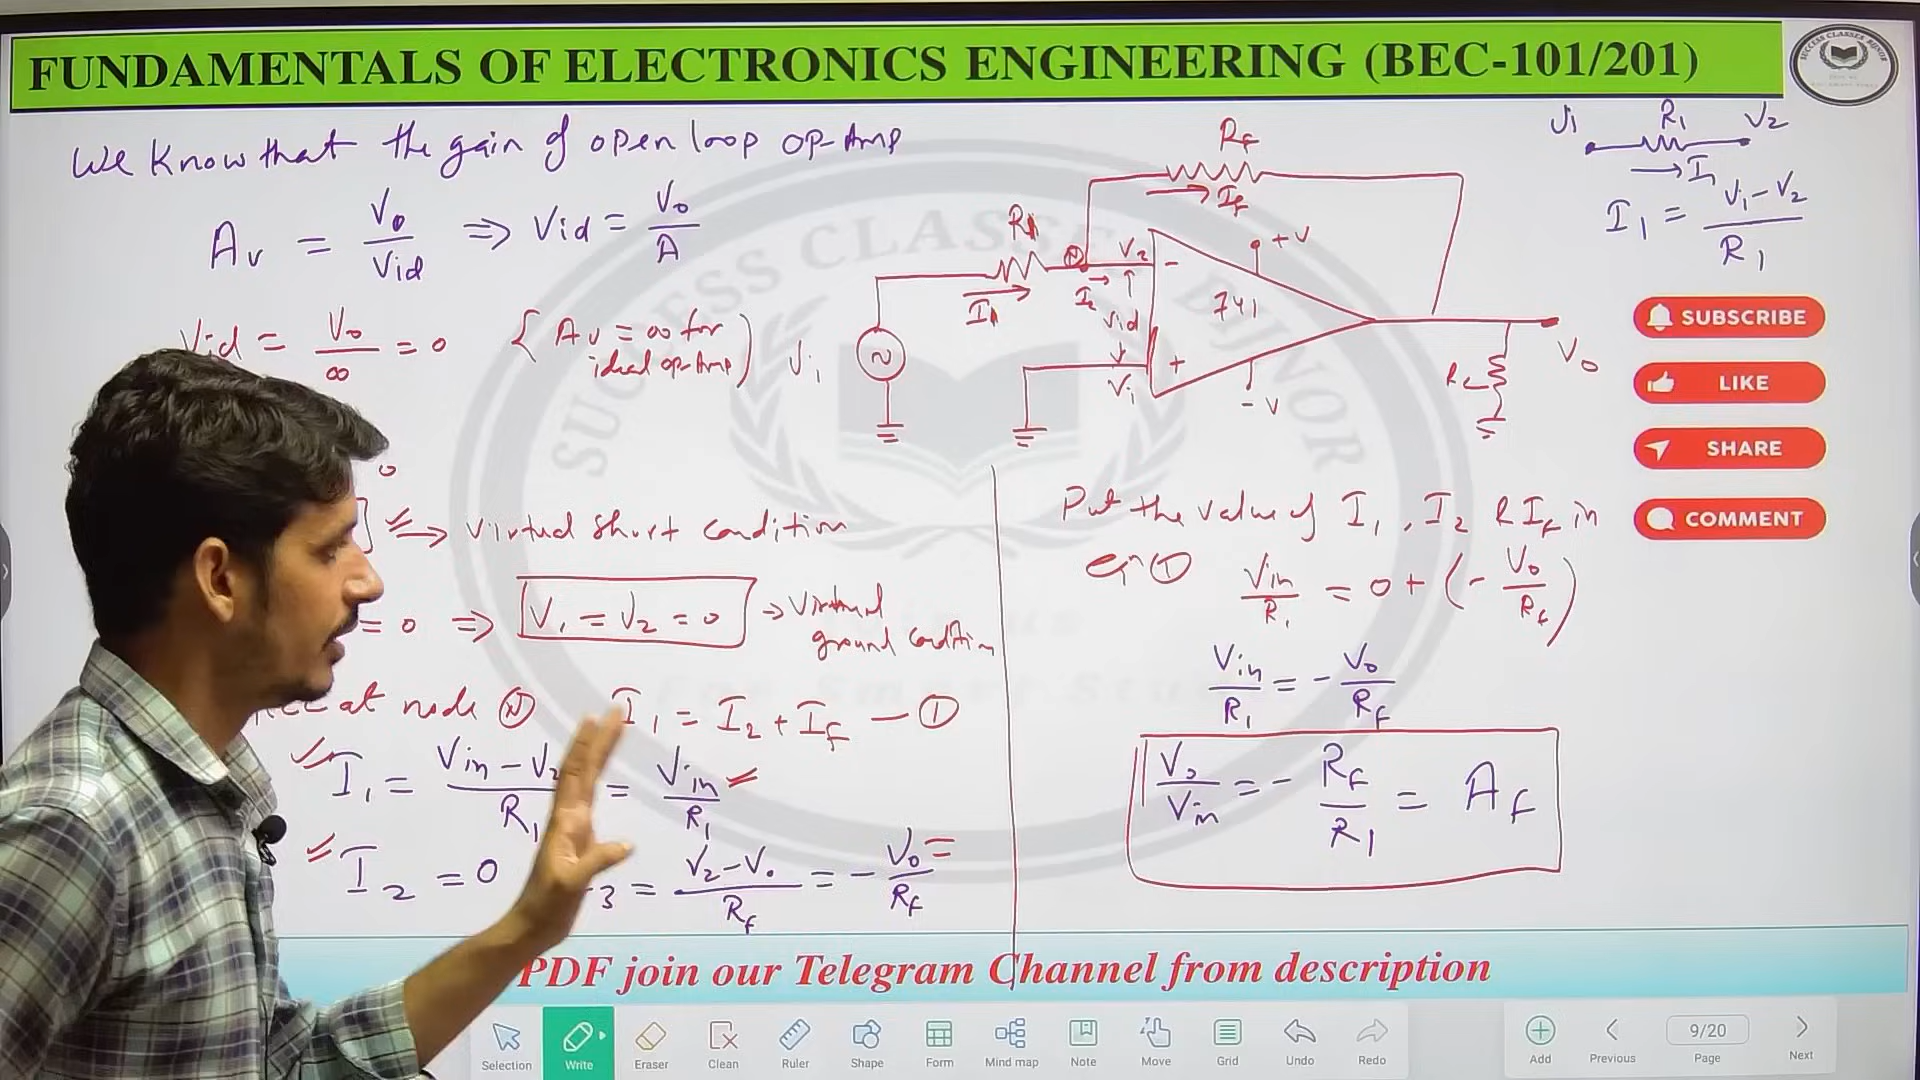 FUNDAMENTALS OF ELECTRONICS ENGINEERING (BEC-101/201)
We Know that the gain of open loop op-Amp
Av = Vo/Vid ⇒ Vid = Vo/A
Vid = Vo/∞ = 0 { Av = ∞ for ideal op-Amp )
0
] ⇒ Virtual Short Condition
= 0 ⇒ V1 = V2 = 0 → Virtual ground condition
at node N I1 = I2 + If — ①
I1 = Vin - V2/R1 = Vin/R1
I2 = 0
3 = V2 - Vo/Rf = - Vo/Rf =
Rf
If
R1
I1
N
V2
I2
Vid
V1
-
+
741
+V
-V
Vi
RL
Vo
V1 R1 V2
I1
I1 = V1 - V2/R1
Put the value of I1, I2 & If in
eqn ① Vin/R1 = 0 + (- Vo/Rf)
Vin/R1 = - Vo/Rf
Vo/Vin = - Rf/R1 = Af
SUBSCRIBE
LIKE
SHARE
COMMENT
SUCCESS CLASSES BIJNOR
PDF join our Telegram Channel from description
Selection Write Eraser Clean Ruler Shape Form Mind map Note Move Grid Undo Redo
Add Previous 9/20 Page Next